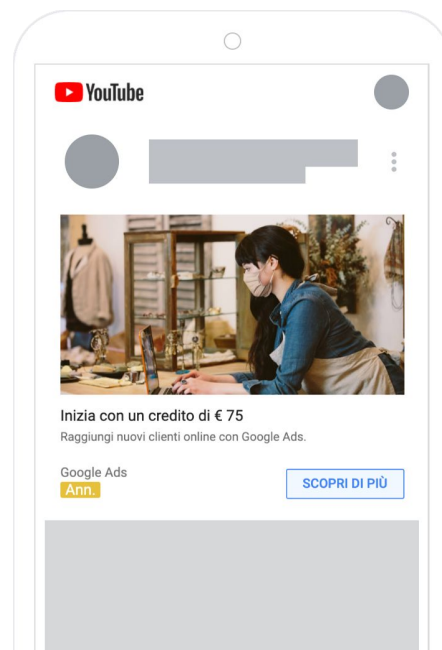 YouTube
Inizia con un credito di € 75
Raggiungi nuovi clienti online con Google Ads.
Google Ads
Ann.
SCOPRI DI PIÙ